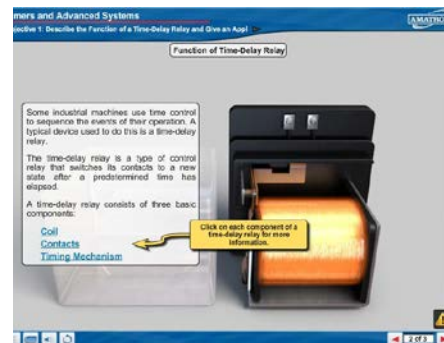 mers and Advanced Systems
jective 1: Describe the Function of a Time-Delay Relay and Give an Appl
AMATRO
Function of Time-Delay Relay
Some industrial machines use time control
to sequence the events of their operation. A
typical device used to do this is a time-delay
relay.
The time-delay relay is a type of control
relay that switches its contacts to a new
state after a predetermined time has
elapsed.
A time-delay relay consists of three basic
components:
Coil
Contacts
Timing Mechanism
Click on each component of a
time-delay relay for more
information.
2 of 3